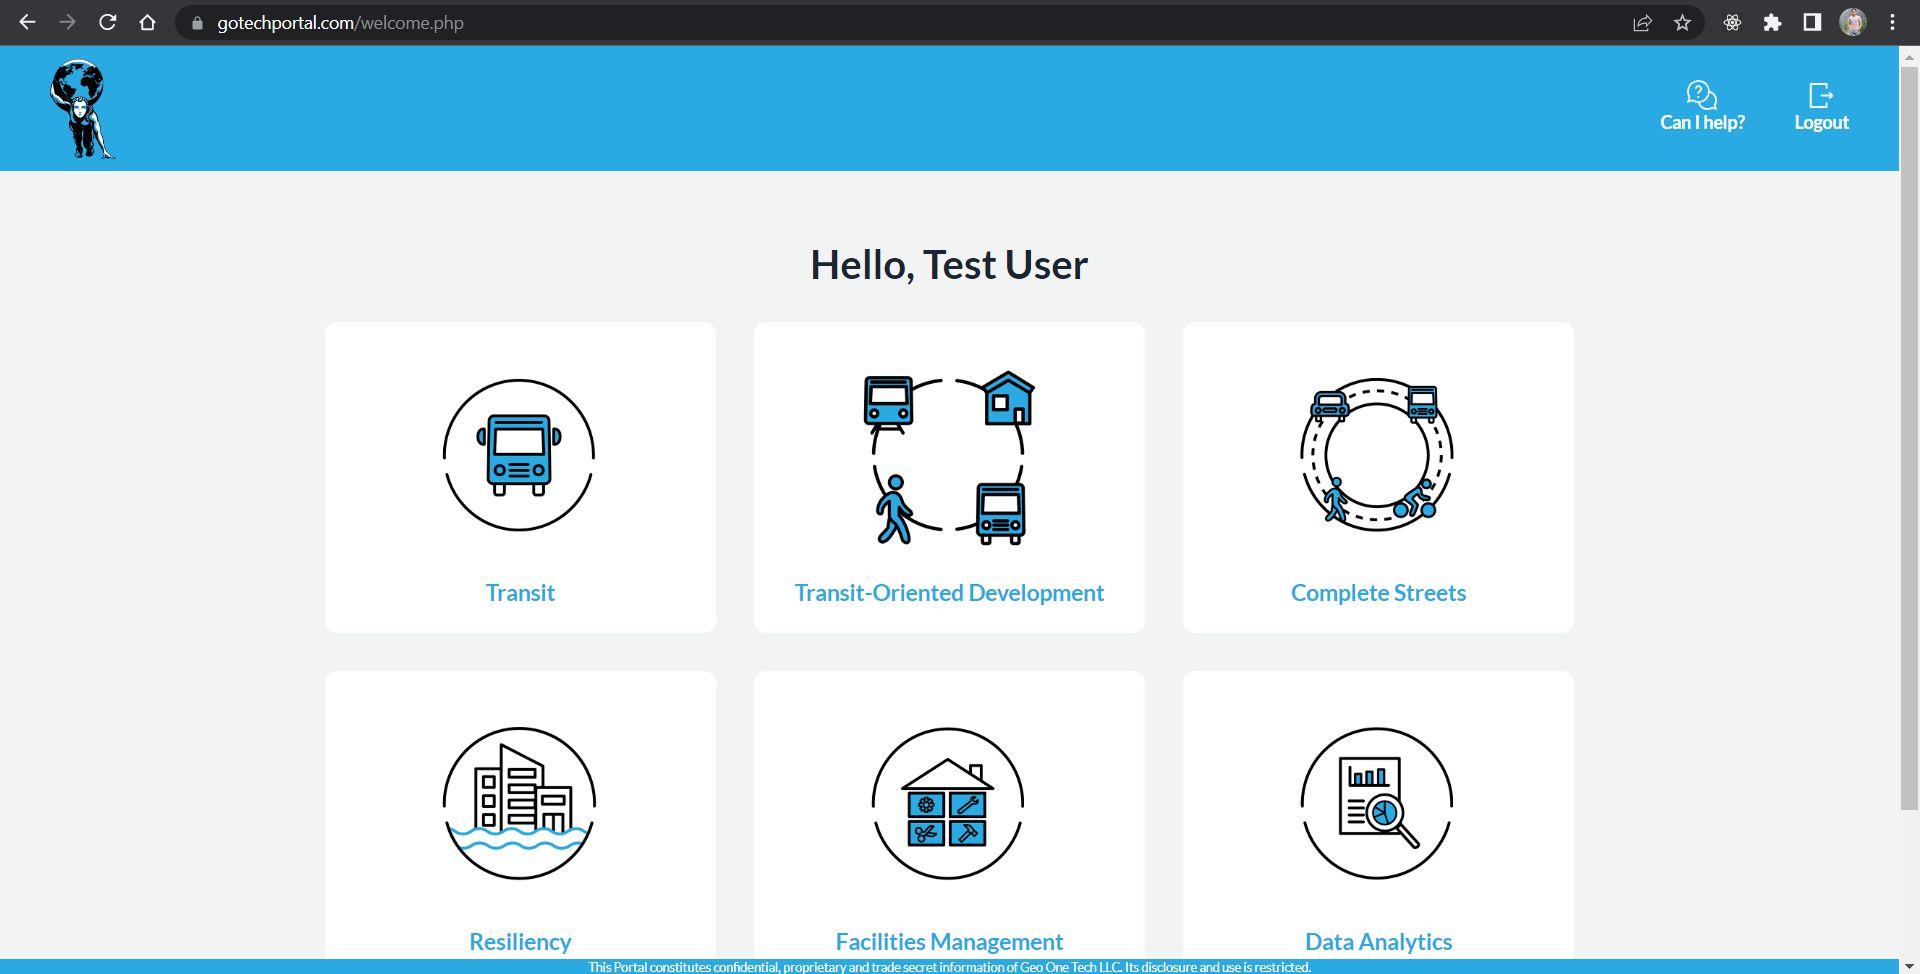 gotechportal.com/welcome.php
Can I help?
Logout
Hello, Test User
Transit
Transit-Oriented Development
Complete Streets
Resiliency
Facilities Management
Data Analytics
This Portal constitutes confidential, proprietary and trade secret information of Geo One Tech LLC. Its disclosure and use is restricted.